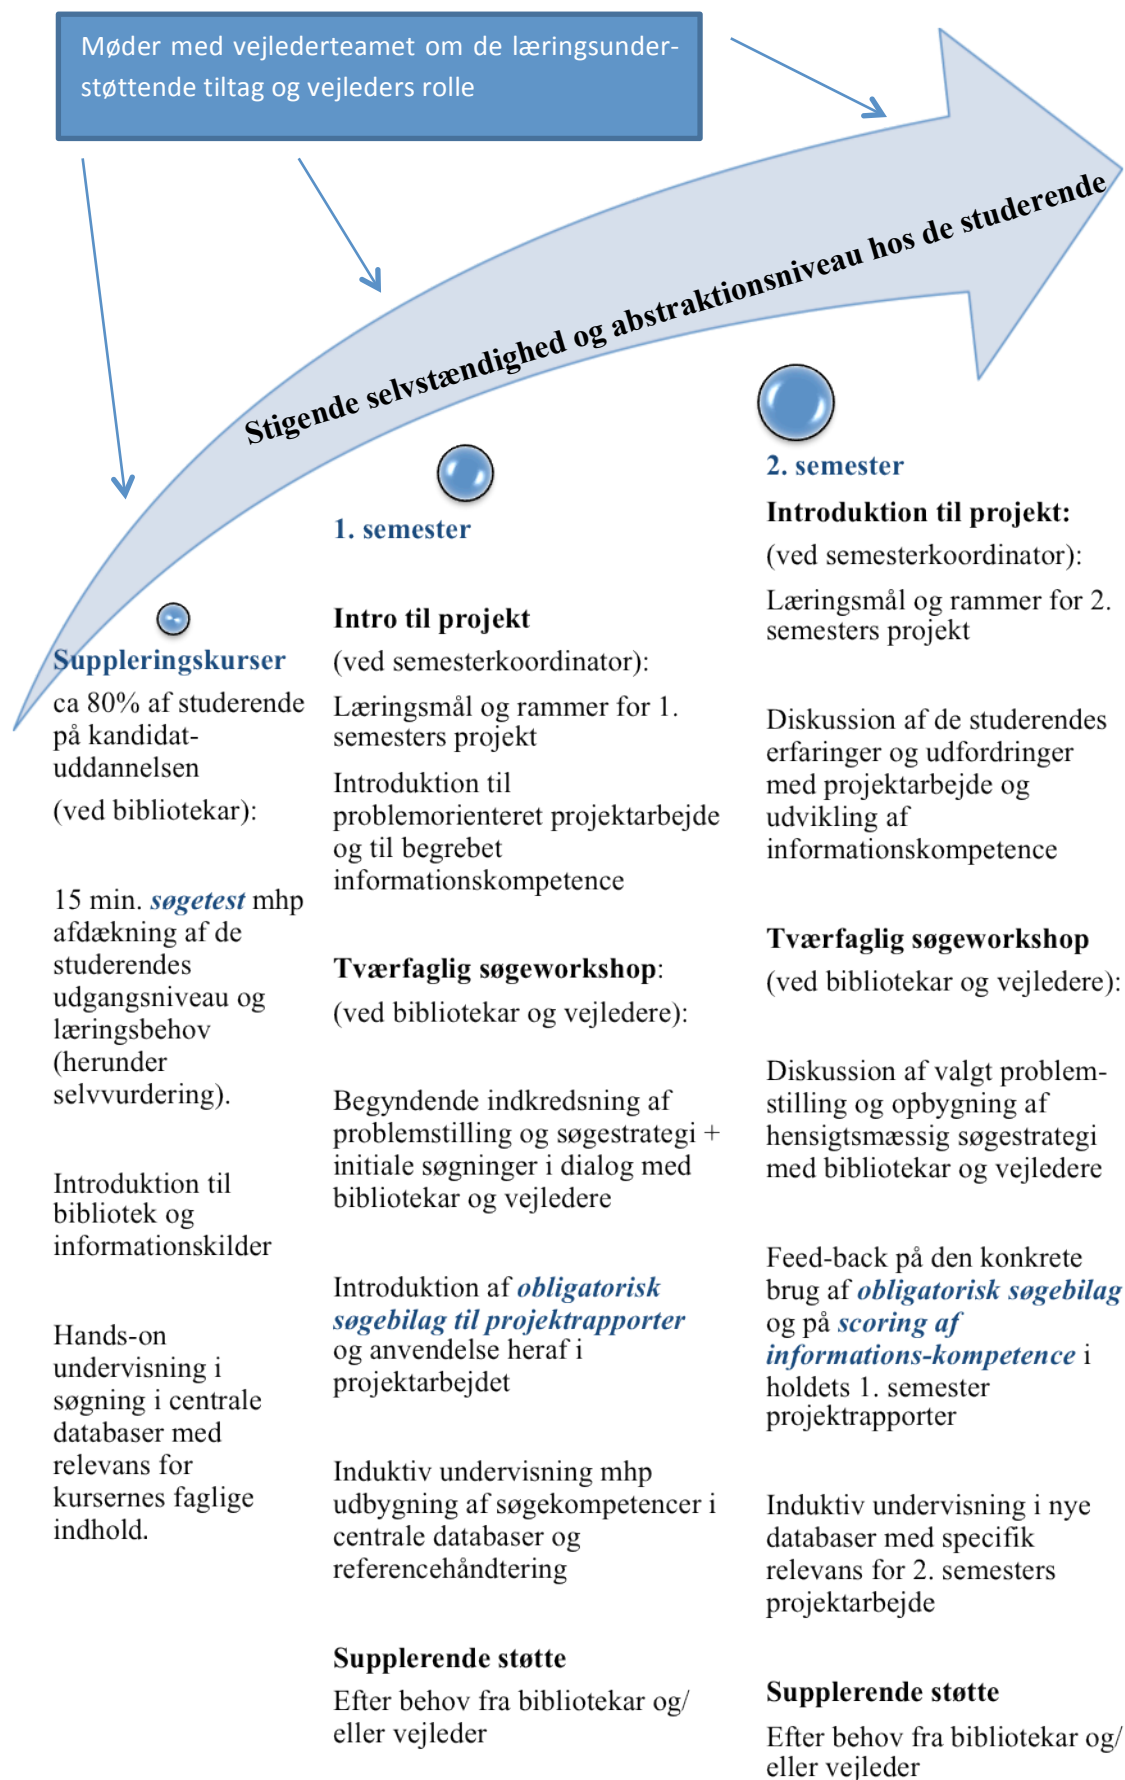 Møder med vejlederteamet om de læringsunder-
støttende tiltag og vejleders rolle
Stigende selvstændighed og abstraktionsniveau hos de studerende
Suppleringskurser
ca 80% af studerende
på kandidat-
uddannelsen
(ved bibliotekar):
15 min. søgetest mhp
afdækning af de
studerendes
udgangsniveau og
læringsbehov
(herunder
selvvurdering).
Introduktion til
bibliotek og
informationskilder
Hands-on
undervisning i
søgning i centrale
databaser med
relevans for
kursernes faglige
indhold.
1. semester
Intro til projekt
(ved semesterkoordinator):
Læringsmål og rammer for 1.
semesters projekt
Introduktion til
problemorienteret projektarbejde
og til begrebet
informationskompetence
Tværfaglig søgeworkshop:
(ved bibliotekar og vejledere):
Begyndende indkredsning af
problemstilling og søgestrategi +
initiale søgninger i dialog med
bibliotekar og vejledere
Introduktion af obligatorisk
søgebilag til projektrapporter
og anvendelse heraf i
projektarbejdet
Induktiv undervisning mhp
udbygning af søgekompetencer i
centrale databaser og
referencehåndtering
Supplerende støtte
Efter behov fra bibliotekar og/
eller vejleder
2. semester
Introduktion til projekt:
(ved semesterkoordinator):
Læringsmål og rammer for 2.
semesters projekt
Diskussion af de studerendes
erfaringer og udfordringer
med projektarbejde og
udvikling af
informationskompetence
Tværfaglig søgeworkshop
(ved bibliotekar og vejledere):
Diskussion af valgt problem-
stilling og opbygning af
hensigtsmæssig søgestrategi
med bibliotekar og vejledere
Feed-back på den konkrete
brug af obligatorisk søgebilag
og på scoring af
informations-kompetence i
holdets 1. semester
projektrapporter
Induktiv undervisning i nye
databaser med specifik
relevans for 2. semesters
projektarbejde
Supplerende støtte
Efter behov fra bibliotekar og/
eller vejleder